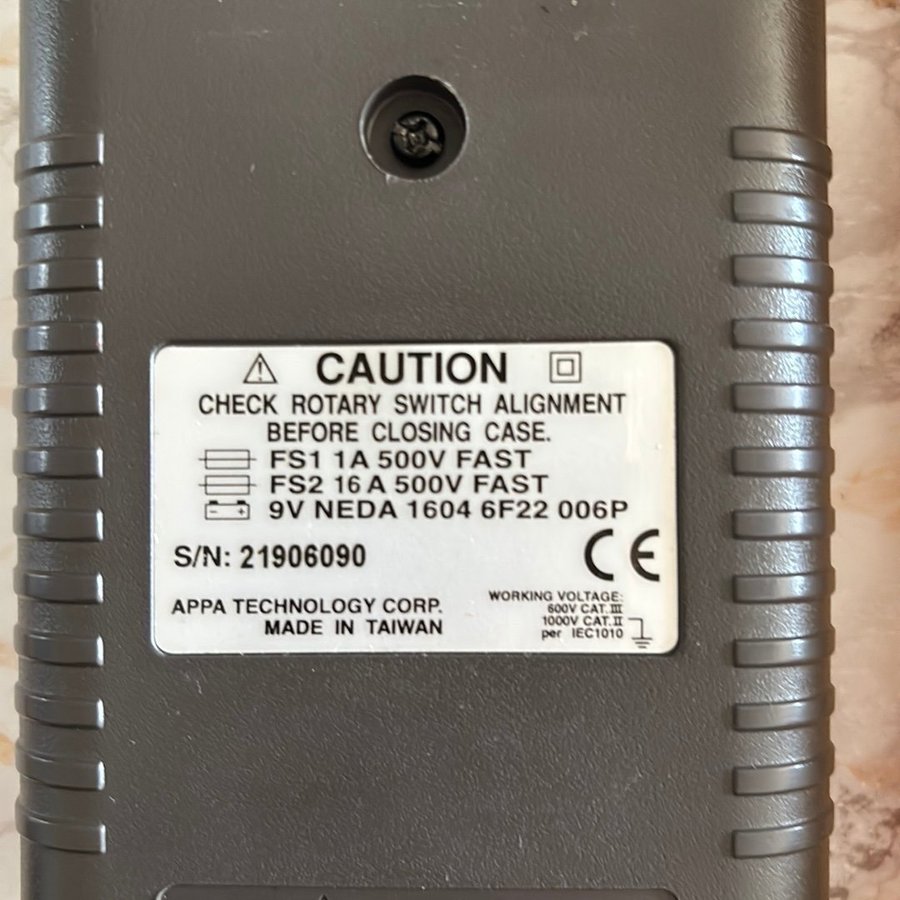 CAUTION
CHECK ROTARY SWITCH ALIGNMENT
BEFORE CLOSING CASE.
FS1 1A 500V FAST
FS2 16A 500V FAST
9V NEDA 1604 6F22 006P
S/N: 21906090
CE
APPA TECHNOLOGY CORP.
MADE IN TAIWAN
WORKING VOLTAGE:
600V CAT.III
1000V CAT.II
per IEC1010